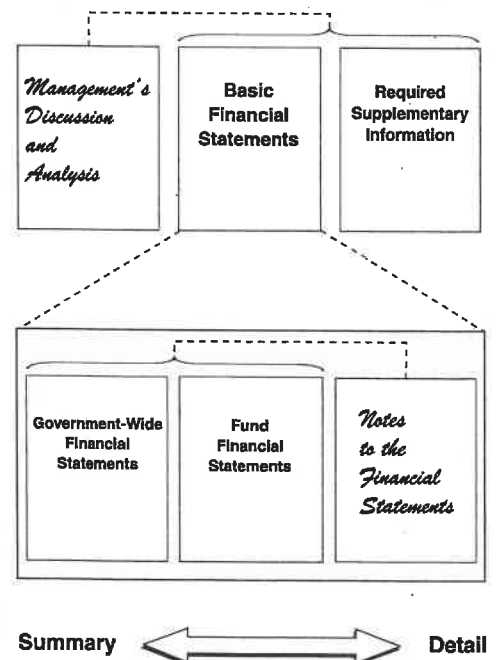 Management's
Discussion
and
Analysis
Basic
Financial
Statements
Required
Supplementary
Information
Government-Wide
Financial
Statements
Fund
Financial
Statements
Notes
to the
Financial
Statements
Summary
Detail